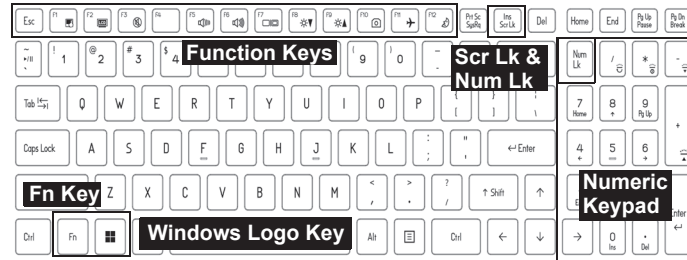 Esc F1 F2 F3 F4 F5 F6 F7 F8 F9 F10 F11 F12 Prt Sc SysRq Ins Scr Lk Del Home End Pg Up Pause Pg Dn Break
Function Keys
Scr Lk &
Num Lk
~ ! 1 @ 2 # 3 $ 4 ( 9 ) 0 Num Lk / * -
Tab Q W E R T Y U I O P { [ } ] | \ 7 Home 8 9 Pg Up
Caps Lock A S D F G H J K L : ; " ' Enter 4 5 6 +
Fn Key
Z X C V B N M < , > . ? / Shift
Numeric
Keypad
Windows Logo Key
Ctrl Fn Alt Ctrl 0 Ins . Del Enter